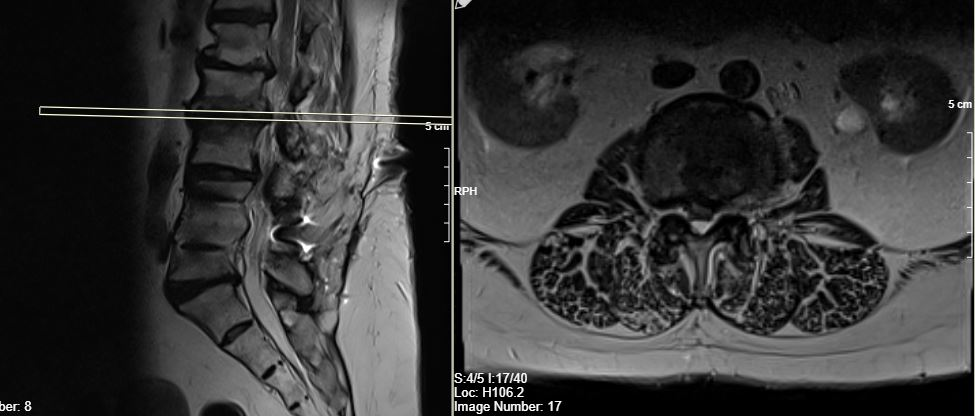 5 cm
ber: 8
RPH
5 cm
S:4/5 I:17/40
Loc: H106.2
Image Number: 17